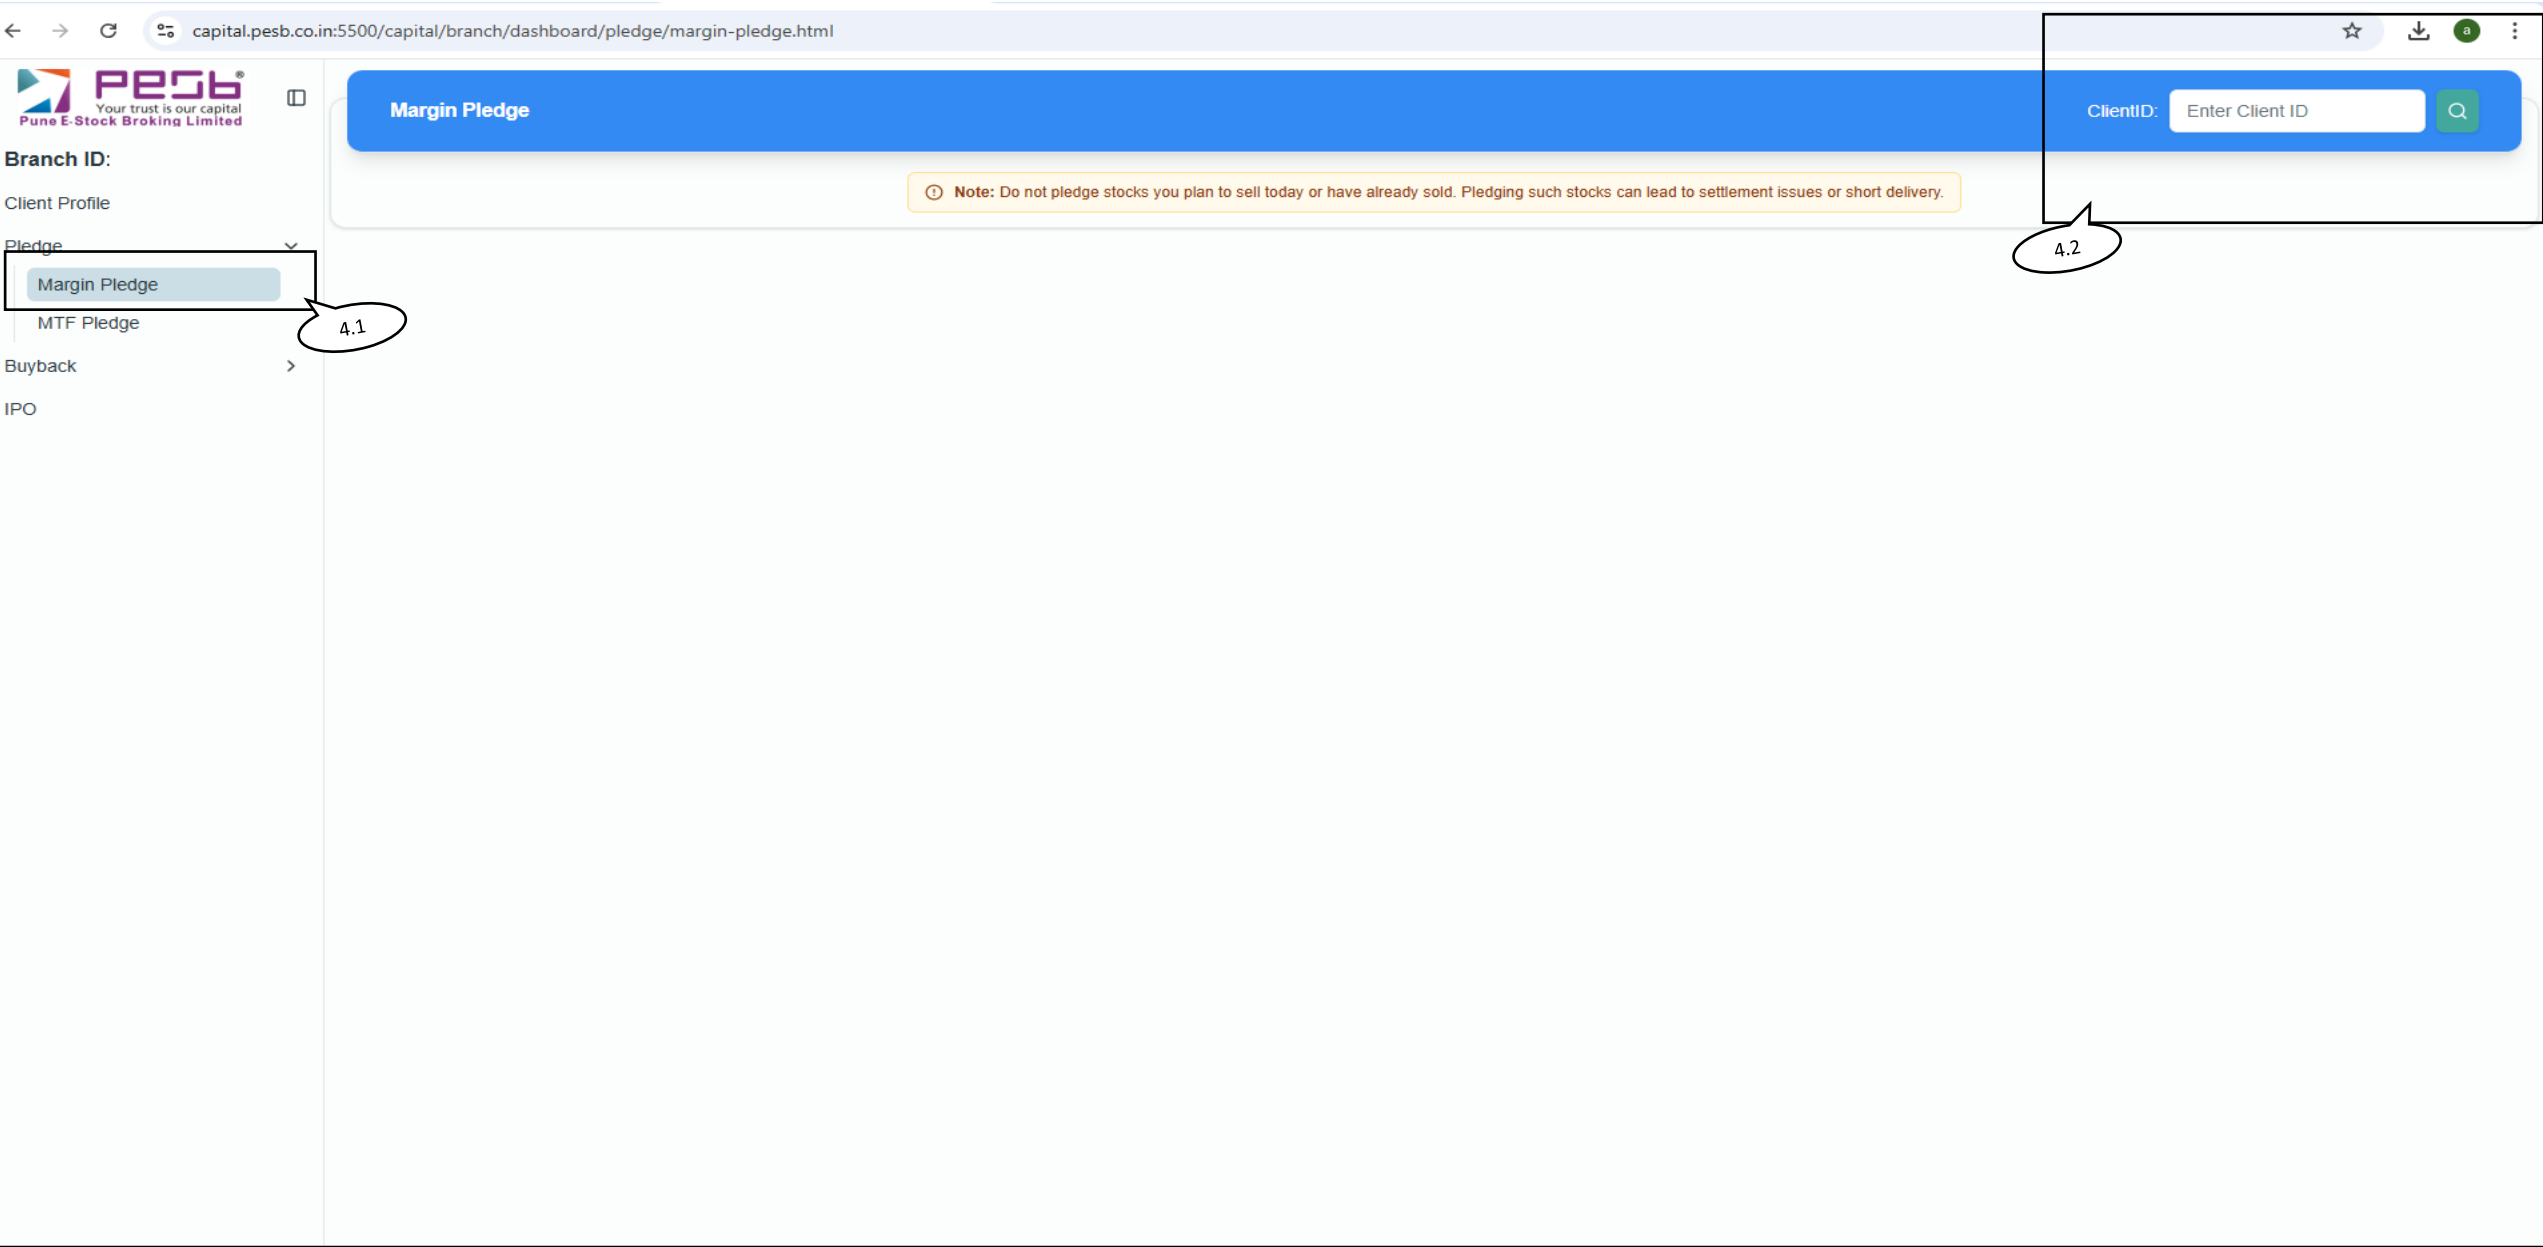 capital.pesb.co.in:5500/capital/branch/dashboard/pledge/margin-pledge.html
a
PESB®
Your trust is our capital
Pune E-Stock Broking Limited
Margin Pledge
ClientID:
Enter Client ID
Branch ID:
Note: Do not pledge stocks you plan to sell today or have already sold. Pledging such stocks can lead to settlement issues or short delivery.
Client Profile
Pledge
4.2
Margin Pledge
4.1
MTF Pledge
Buyback
IPO